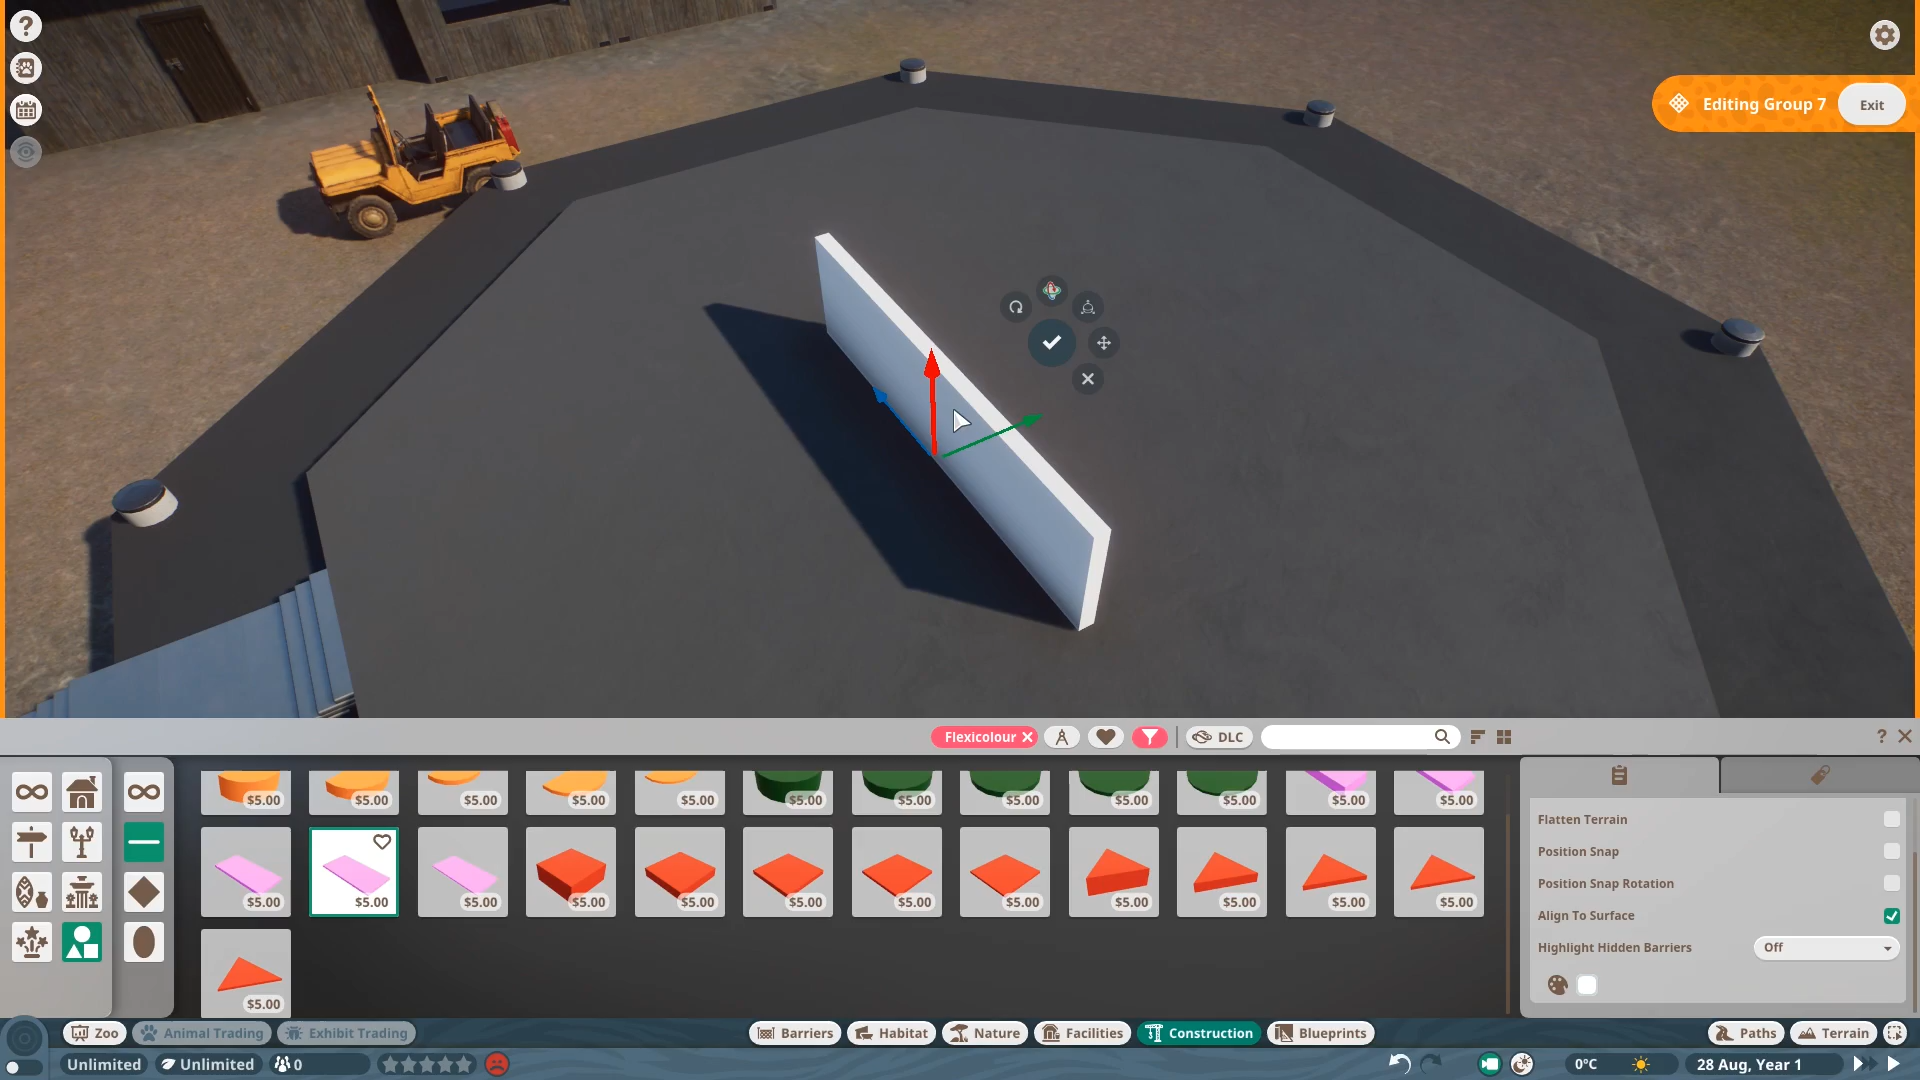 Editing Group 7
Exit
Flexicolour
DLC
$5.00 $5.00 $5.00 $5.00 $5.00 $5.00 $5.00 $5.00 $5.00 $5.00 $5.00 $5.00
$5.00 $5.00 $5.00 $5.00 $5.00 $5.00 $5.00 $5.00 $5.00 $5.00 $5.00 $5.00
$5.00
Flatten Terrain
Position Snap
Position Snap Rotation
Align To Surface
Highlight Hidden Barriers Off
Zoo Animal Trading Exhibit Trading Barriers Habitat Nature Facilities Construction Blueprints Paths Terrain
Unlimited Unlimited 0 0°C 28 Aug, Year 1